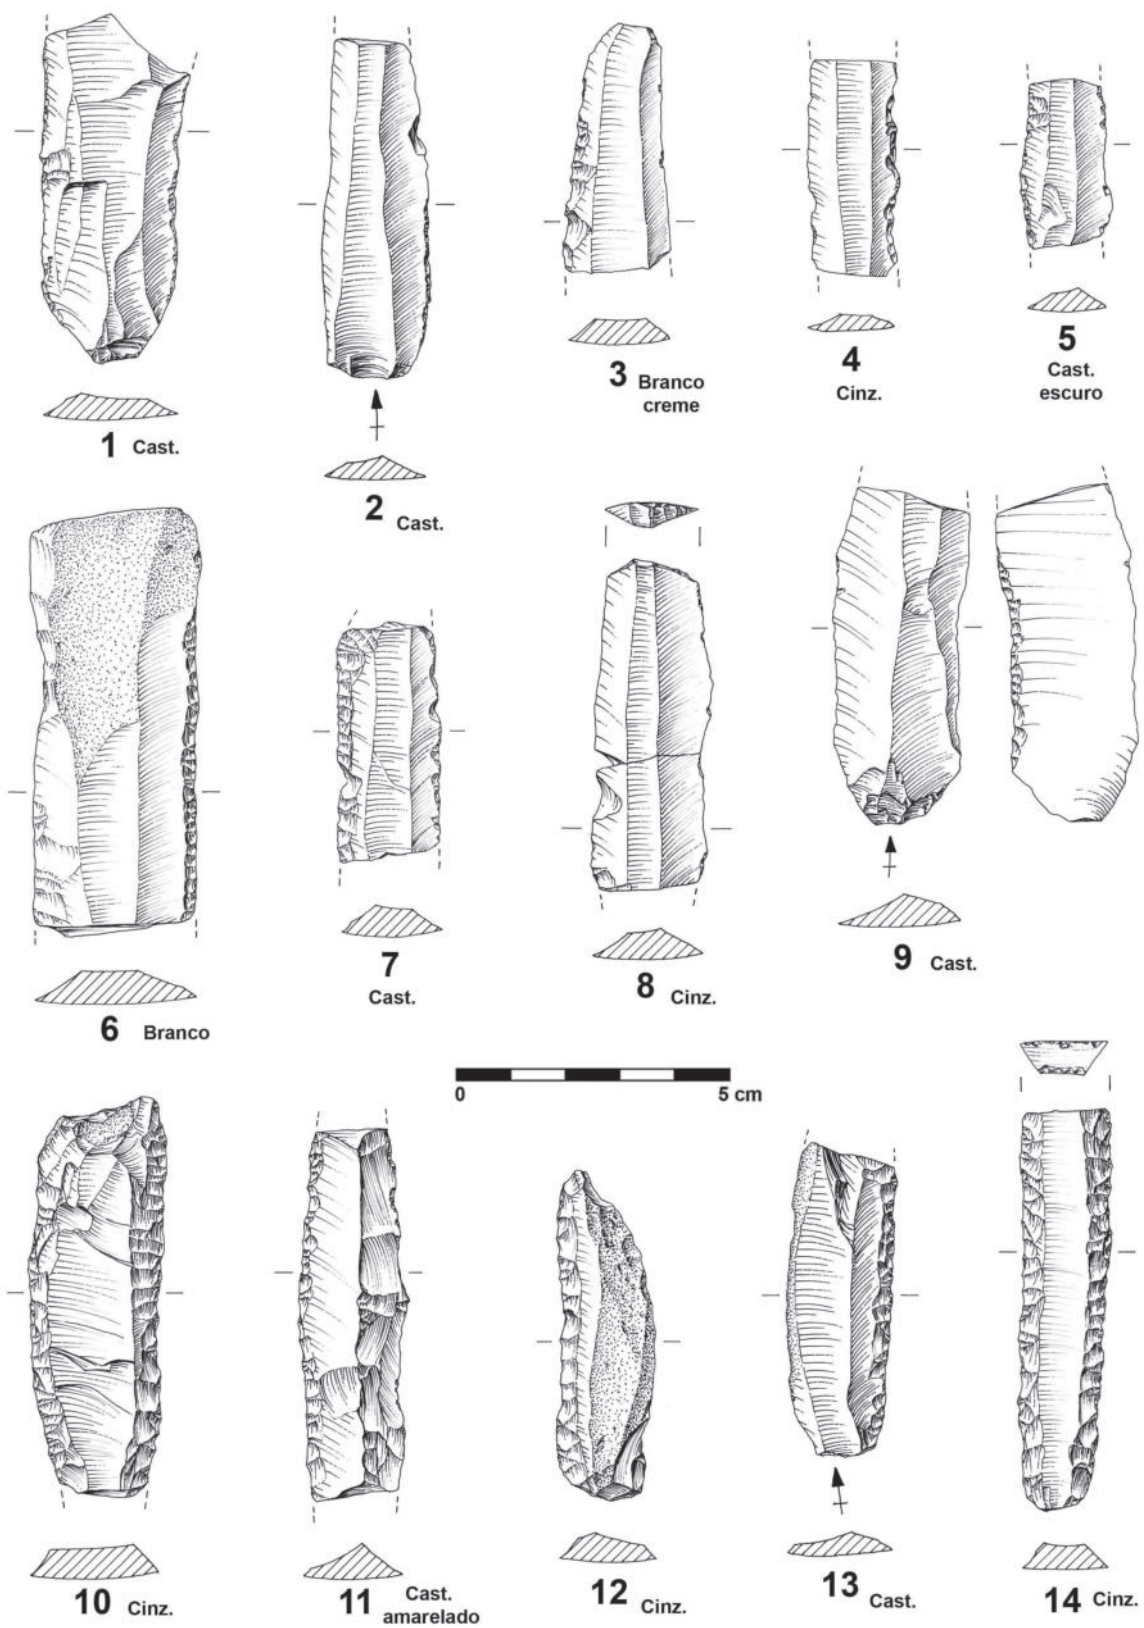 1 Cast.
2 Cast.
3 Branco
creme
4
Cinz.
5
Cast.
escuro
6 Branco
7
Cast.
8 Cinz.
9 Cast.
0 5 cm
10 Cinz.
11 Cast.
amarelado
12 Cinz.
13
Cast.
14 Cinz.